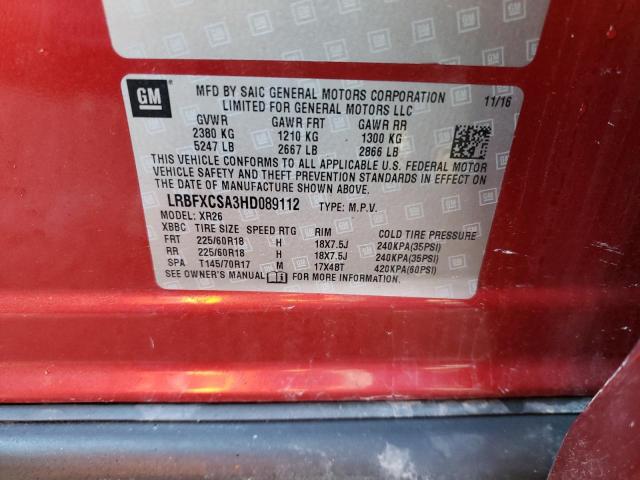 GM
MFD BY SAIC GENERAL MOTORS CORPORATION 11/16
LIMITED FOR GENERAL MOTORS LLC
GVWR GAWR FRT GAWR RR
2380 KG 1210 KG 1300 KG
5247 LB 2667 LB 2866 LB
THIS VEHICLE CONFORMS TO ALL APPLICABLE U.S. FEDERAL MOTOR
VEHICLE SAFETY AND THEFT PREVENTION STANDARDS IN EFFECT ON
THE DATE OF MANUFACTURE SHOWN ABOVE.
LRBFXCSA3HD089112 TYPE: M.P.V.
MODEL: XR26
XBBC TIRE SIZE SPEED RTG RIM COLD TIRE PRESSURE
FRT 225/60R18 H 18X7.5J 240KPA(35PSI)
RR 225/60R18 H 18X7.5J 240KPA(35PSI)
SPA T145/70R17 M 17X4BT 420KPA(60PSI)
SEE OWNER'S MANUAL FOR MORE INFORMATION.